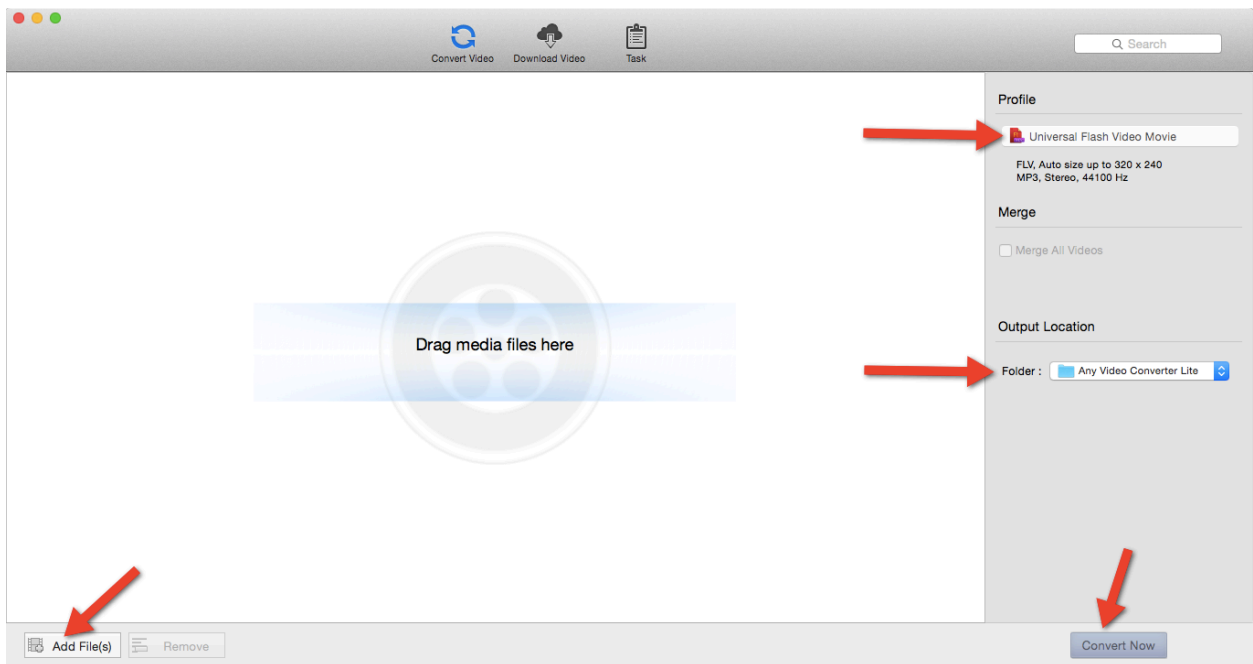 Convert Video
Download Video
Task
Search
Profile
Universal Flash Video Movie
FLV, Auto size up to 320 x 240
MP3, Stereo, 44100 Hz
Merge
Merge All Videos
Drag media files here
Output Location
Folder : Any Video Converter Lite
Add File(s)
Remove
Convert Now